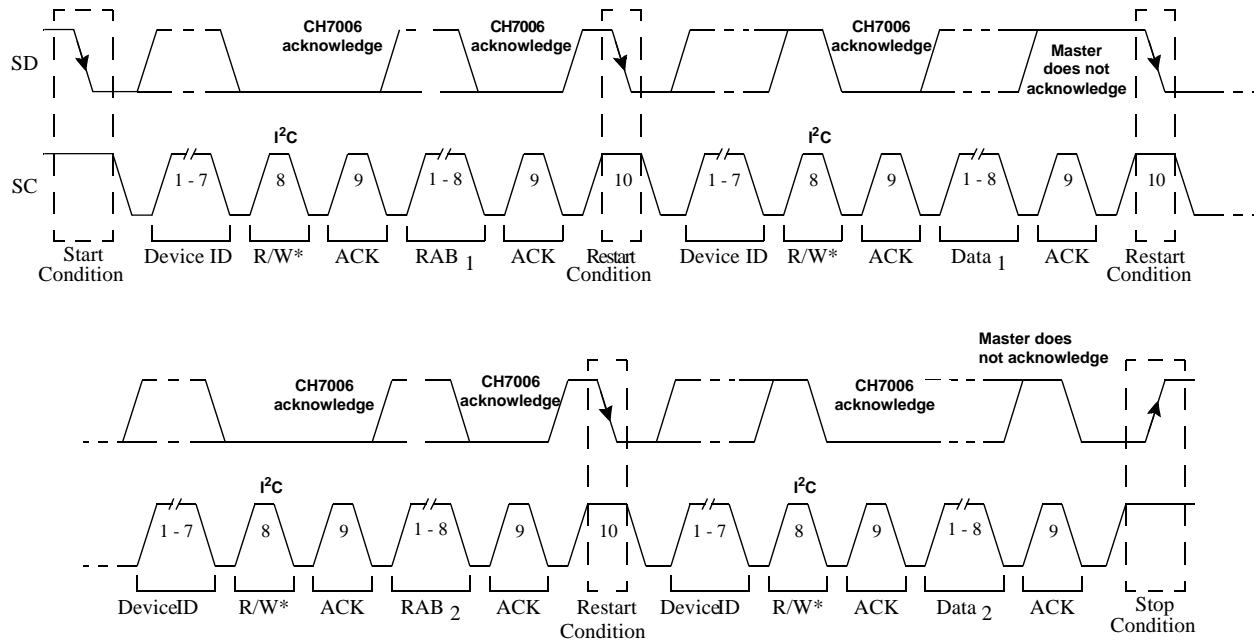 CH7006
acknowledge
CH7006
acknowledge
CH7006
acknowledge
SD
Master
does not
acknowledge
I²C
I²C
SC
1 - 7
8
9
1 - 8
9
10
1 - 7
8
9
1 - 8
9
10
Start
Condition
Device ID
R/W*
ACK
RAB 1
ACK
Restart
Condition
Device ID
R/W*
ACK
Data 1
ACK
Restart
Condition
Master does
not acknowledge
CH7006
acknowledge
CH7006
acknowledge
CH7006
acknowledge
I²C
I²C
1 - 7
8
9
1 - 8
9
10
1 - 7
8
9
1 - 8
9
Device ID
R/W*
ACK
RAB 2
ACK
Restart
Condition
Device ID
R/W*
ACK
Data 2
ACK
Stop
Condition